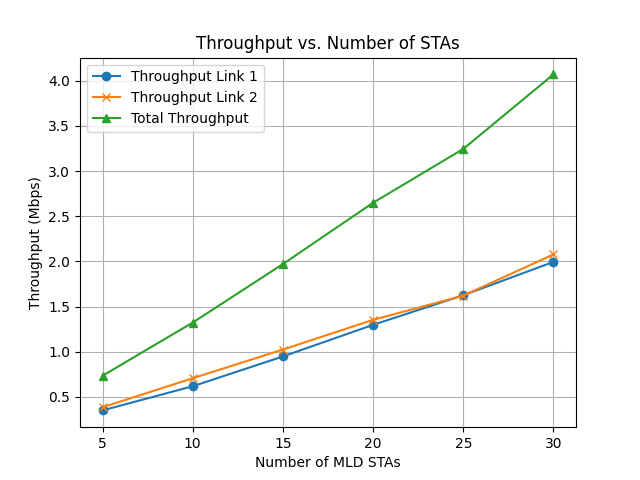 Throughput vs. Number of STAs
Throughput Link 1
Throughput Link 2
Total Throughput
Throughput (Mbps)
4.0
3.5
3.0
2.5
2.0
1.5
1.0
0.5
5 10 15 20 25 30
Number of MLD STAs